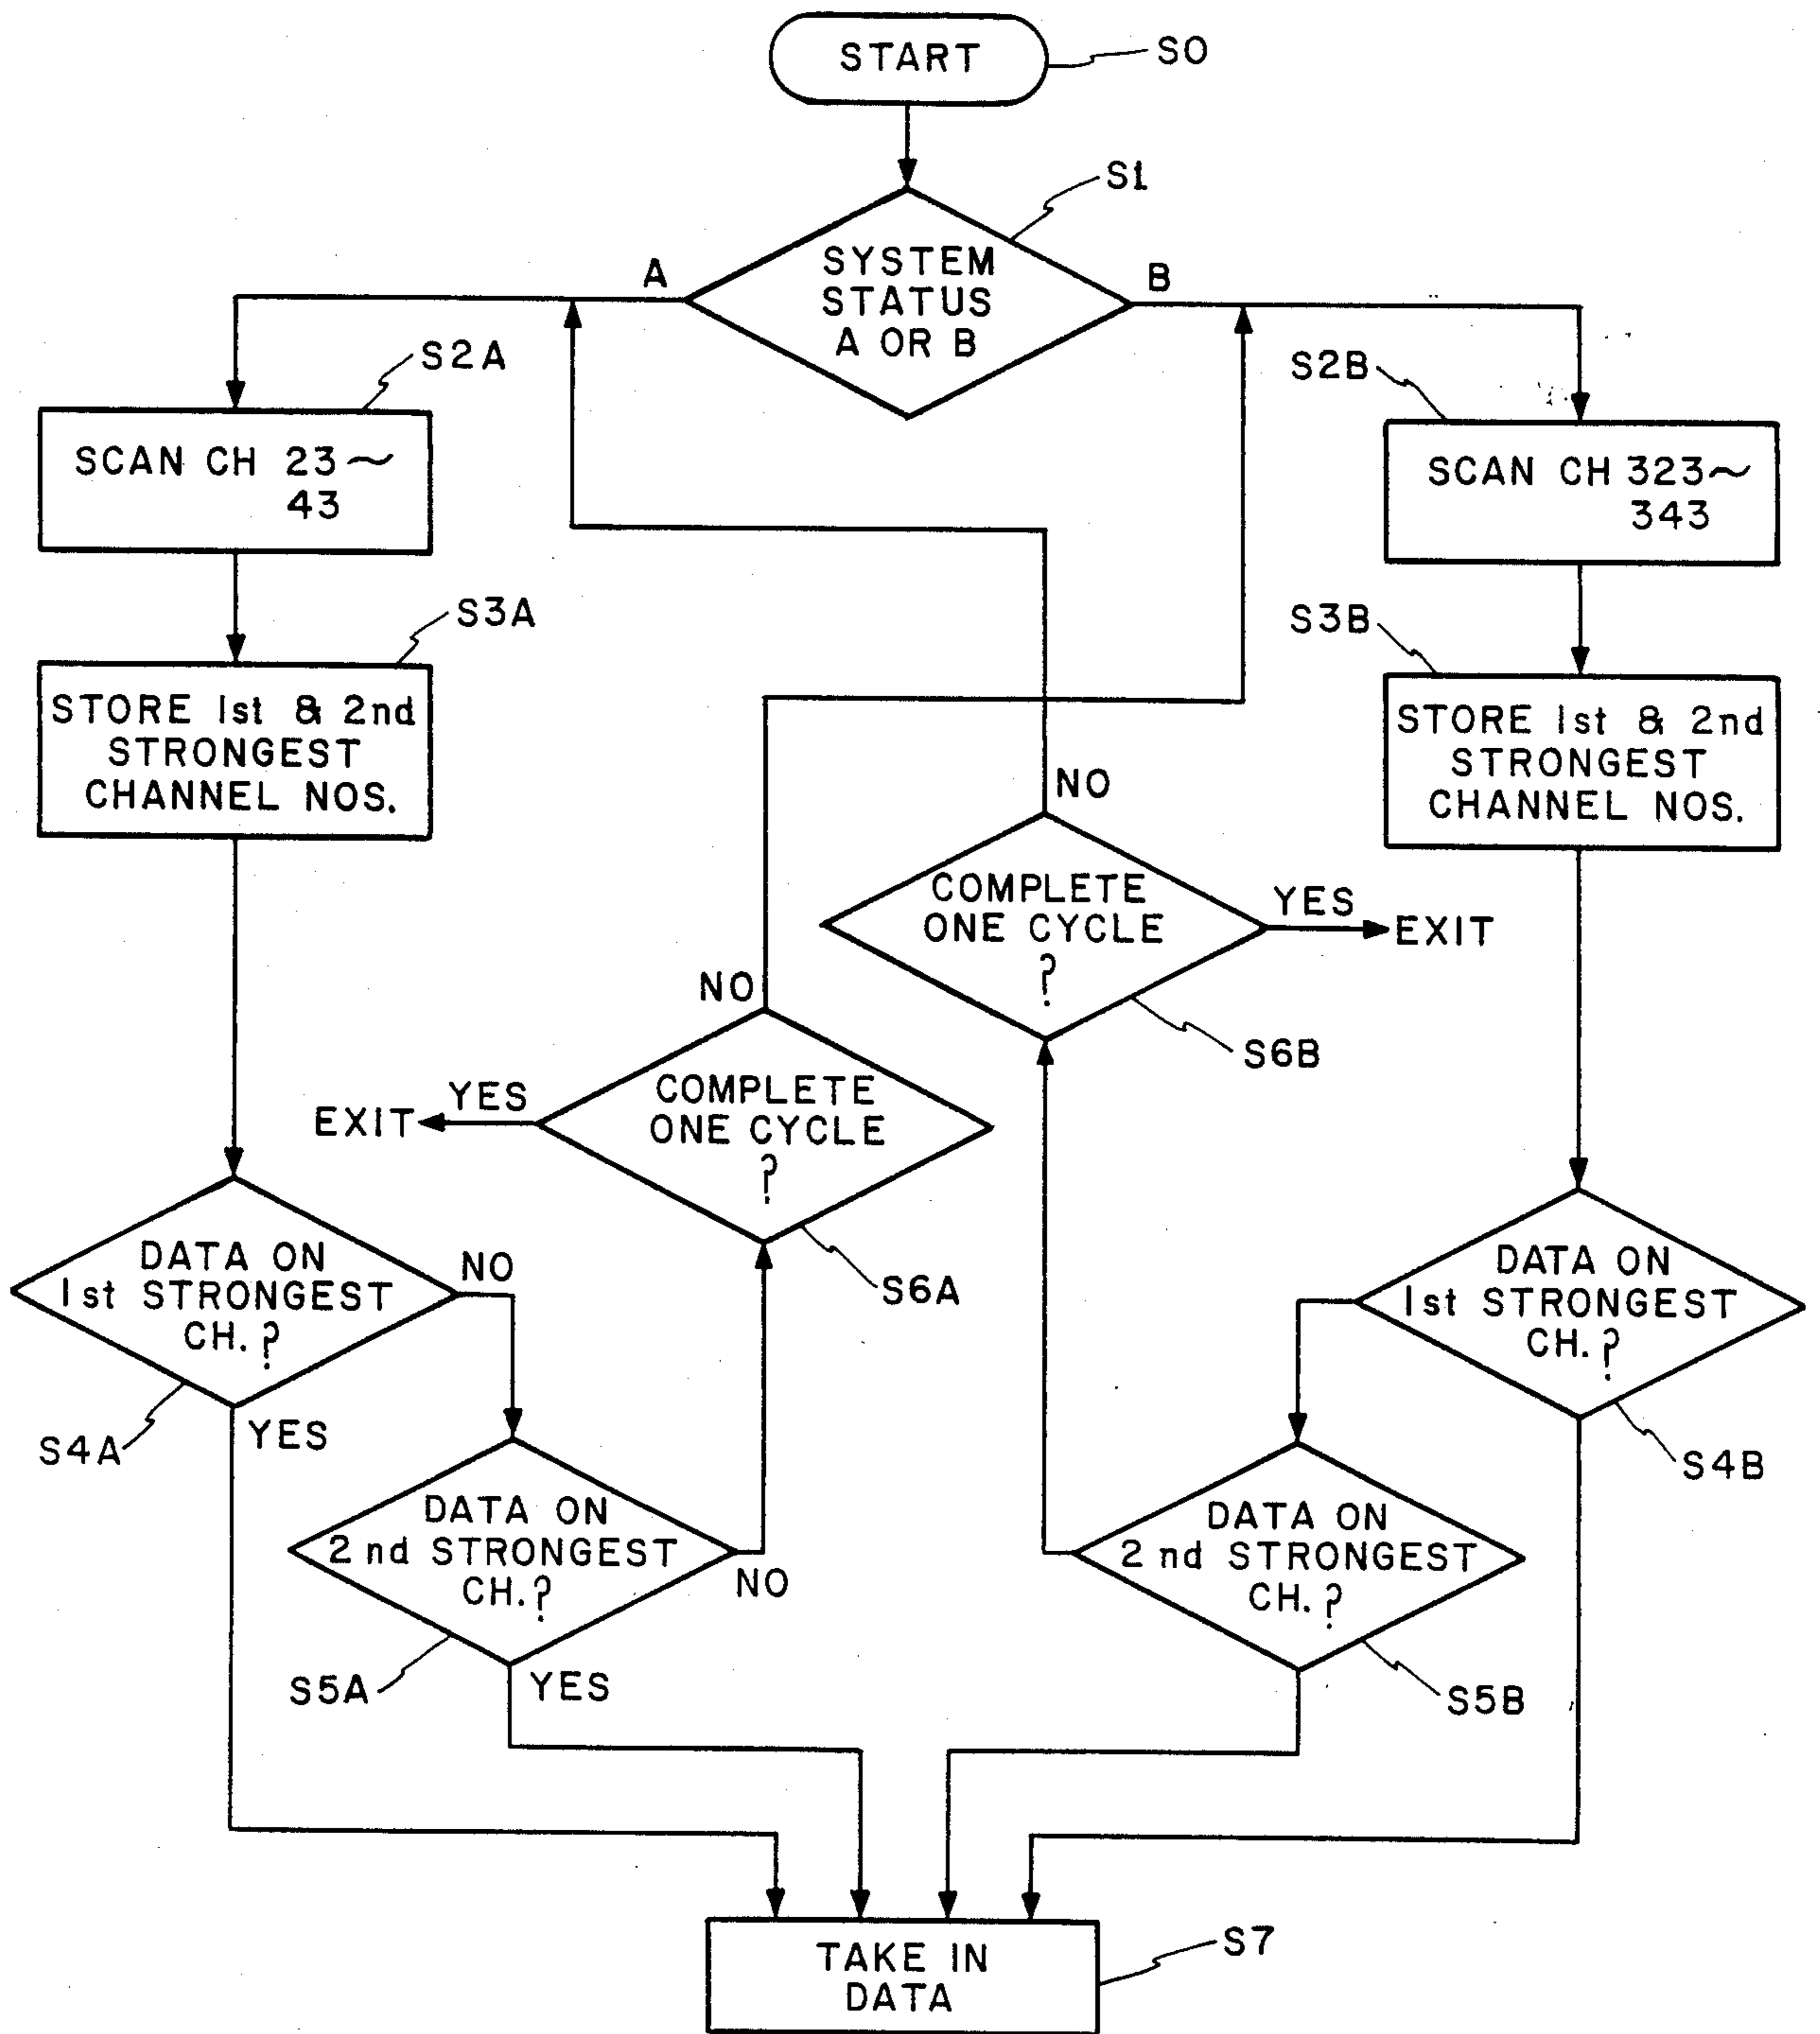 START
S0
S1
SYSTEM
STATUS
A OR B
A
B
S2A
S2B
SCAN CH 23~
43
SCAN CH 323~
343
S3A
S3B
STORE 1st & 2nd
STRONGEST
CHANNEL NOS.
STORE 1st & 2nd
STRONGEST
CHANNEL NOS.
NO
COMPLETE
ONE CYCLE
?
YES
EXIT
S6B
NO
COMPLETE
ONE CYCLE
?
YES
EXIT
S6A
DATA ON
1st STRONGEST
CH.?
NO
YES
S4A
DATA ON
1st STRONGEST
CH.?
S4B
DATA ON
2nd STRONGEST
CH.?
NO
YES
S5A
DATA ON
2nd STRONGEST
CH.?
S5B
TAKE IN
DATA
S7